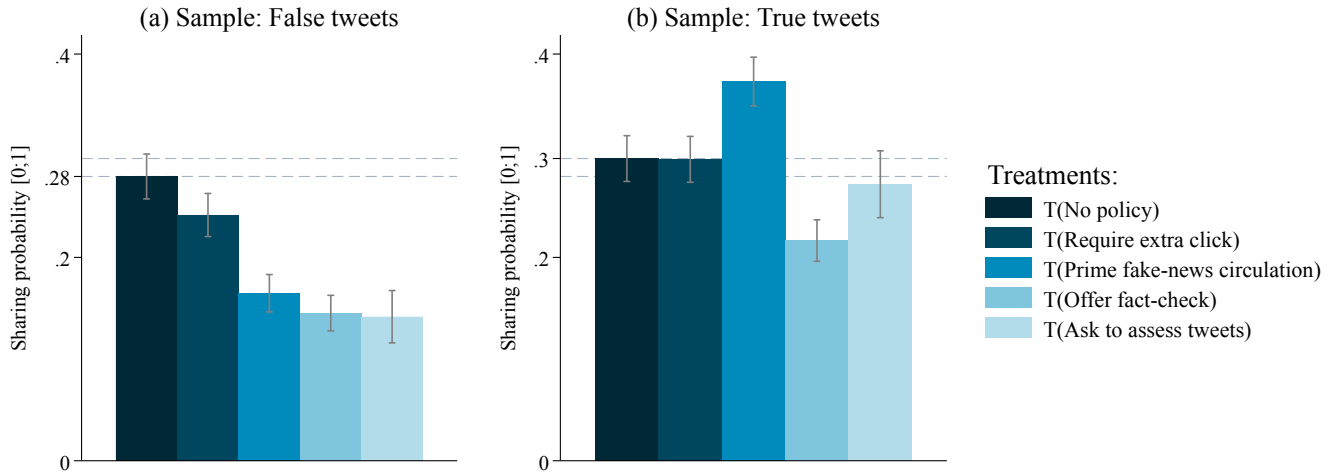 (a) Sample: False tweets
(b) Sample: True tweets
Sharing probability [0;1]
.4
.28
.2
0
Sharing probability [0;1]
.4
.3
.2
0
Treatments:
T(No policy)
T(Require extra click)
T(Prime fake-news circulation)
T(Offer fact-check)
T(Ask to assess tweets)